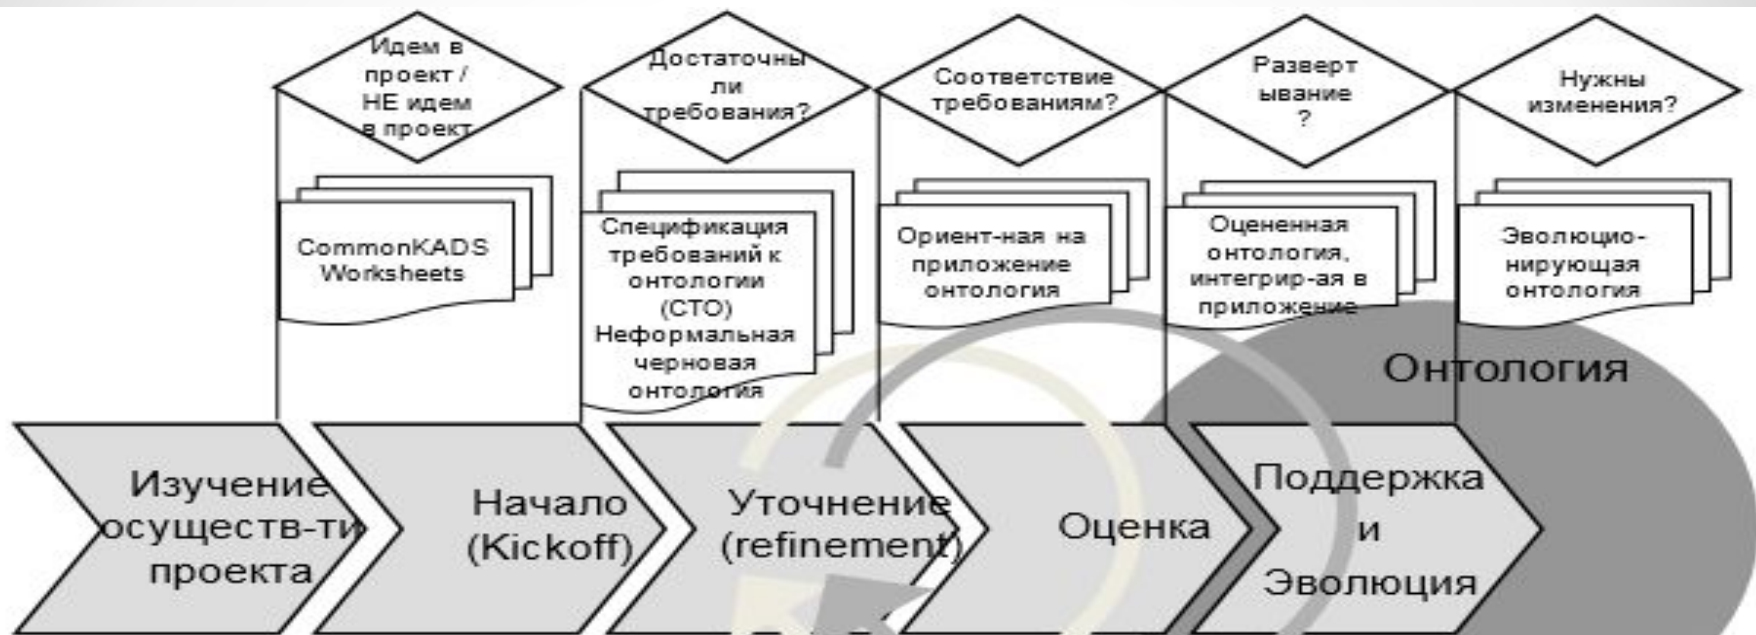 Идем в
проект /
НЕ идем
в проект
Достаточны
ли
требования?
Соответствие
требованиям?
Разверт
ывание
?
Нужны
изменения?
CommonKADS
Worksheets
Спецификация
требований к
онтологии
(СТО)
Неформальная
черновая
онтология
Ориент-ная на
приложение
онтология
Оцененная
онтология,
интегрир-ая в
приложение
Эволюцио-
нирующая
онтология
Онтология
Изучение
осуществ-ти
проекта
Начало
(Kickoff)
Уточнение
(refinement)
Оценка
Поддержка
и
Эволюция